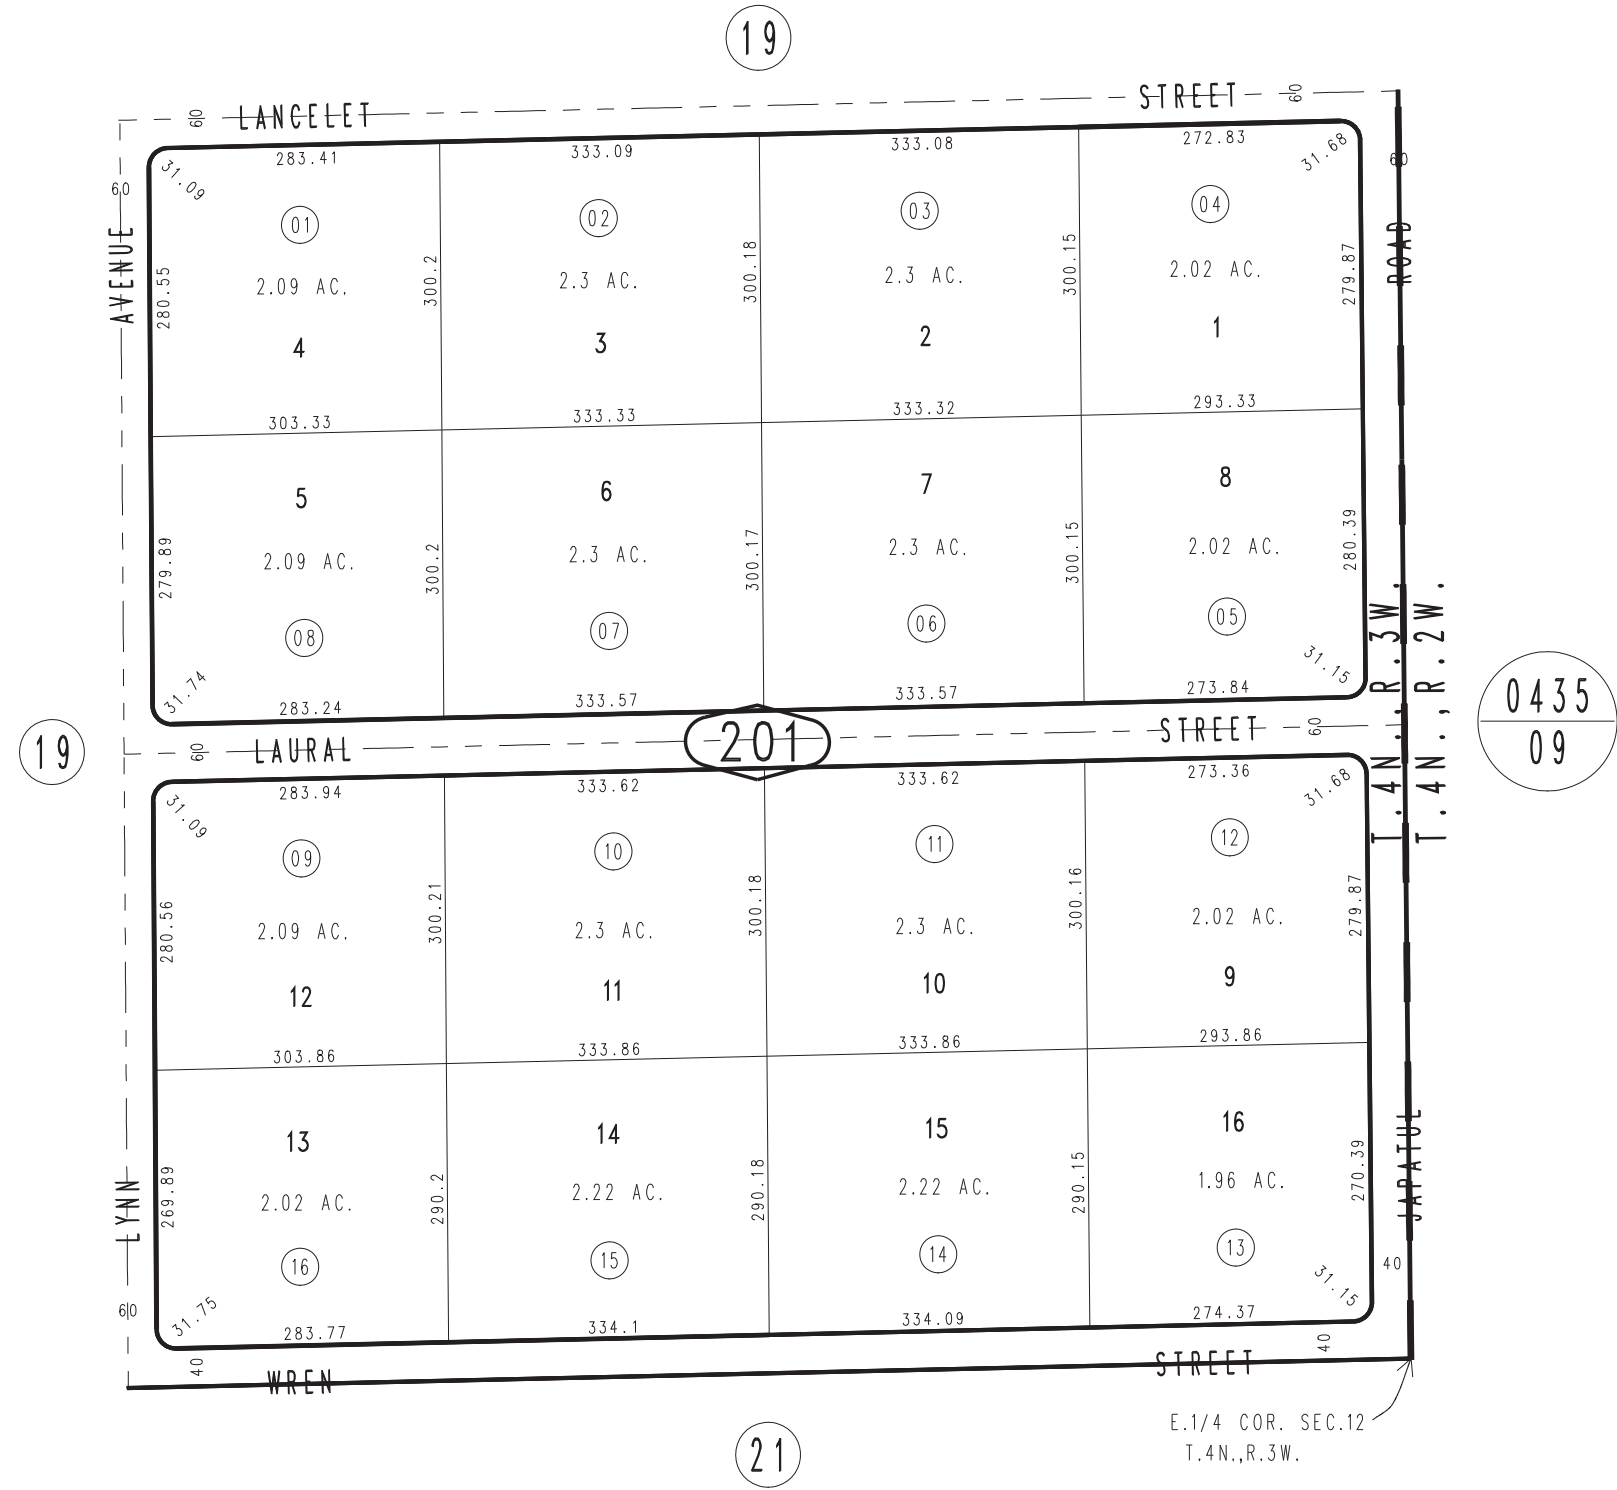 19
60 LANCELET STREET 60
283.41 333.09 333.08 272.83
31.09 31.68
60 60
AVENUE ROAD
01 02 03 04
280.55 300.2 300.18 300.15 279.87
2.09 AC. 2.3 AC. 2.3 AC. 2.02 AC.
4 3 2 1
303.33 333.33 333.32 293.33
5 6 7 8
279.89 300.2 300.17 300.15 280.39
2.09 AC. 2.3 AC. 2.3 AC. 2.02 AC.
08 07 06 05
31.74 31.15
283.24 333.57 333.57 273.84
T.4N., R.3W.
T.4N., R.2W.
0435
09
19
60 LAURAL 201 STREET 60
283.94 333.62 333.62 273.36
31.09 31.68
09 10 11 12
280.56 300.21 300.18 300.16 279.87
2.09 AC. 2.3 AC. 2.3 AC. 2.02 AC.
12 11 10 9
303.86 333.86 333.86 293.86
13 14 15 16
LYNN JAPATUL
269.89 290.2 290.18 290.15 270.39
2.02 AC. 2.22 AC. 2.22 AC. 1.96 AC.
16 15 14 13
40
60
31.75 31.15
283.77 334.1 334.09 274.37
40 40
WREN STREET
E.1/4 COR. SEC.12
T.4N.,R.3W.
21